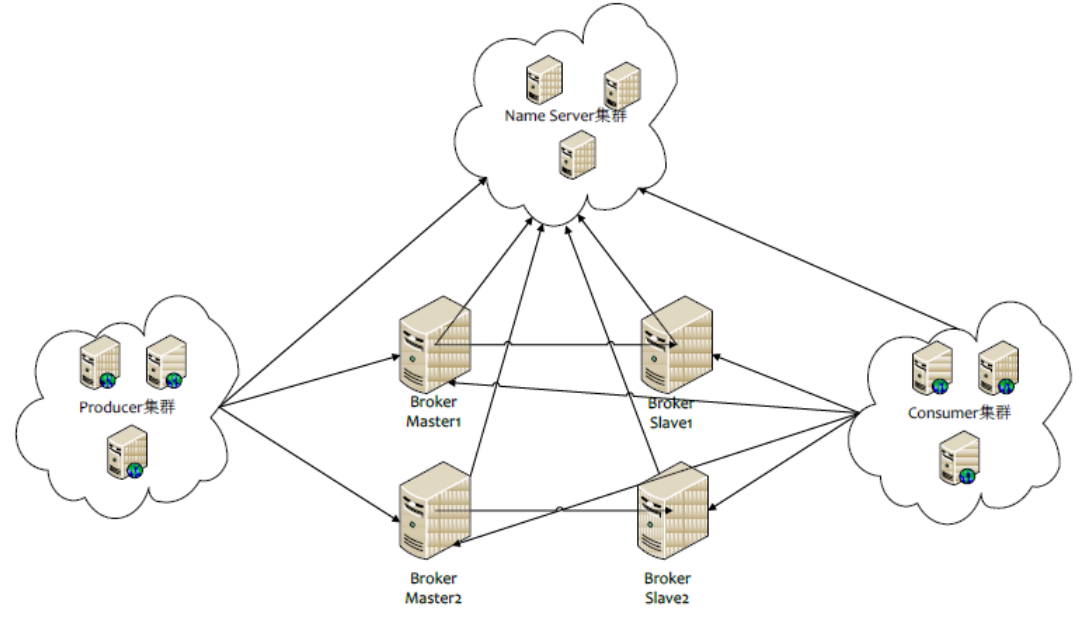 Name Server集群
Producer集群
Consumer集群
Broker
Master1
Broker
Slave1
Broker
Master2
Broker
Slave2